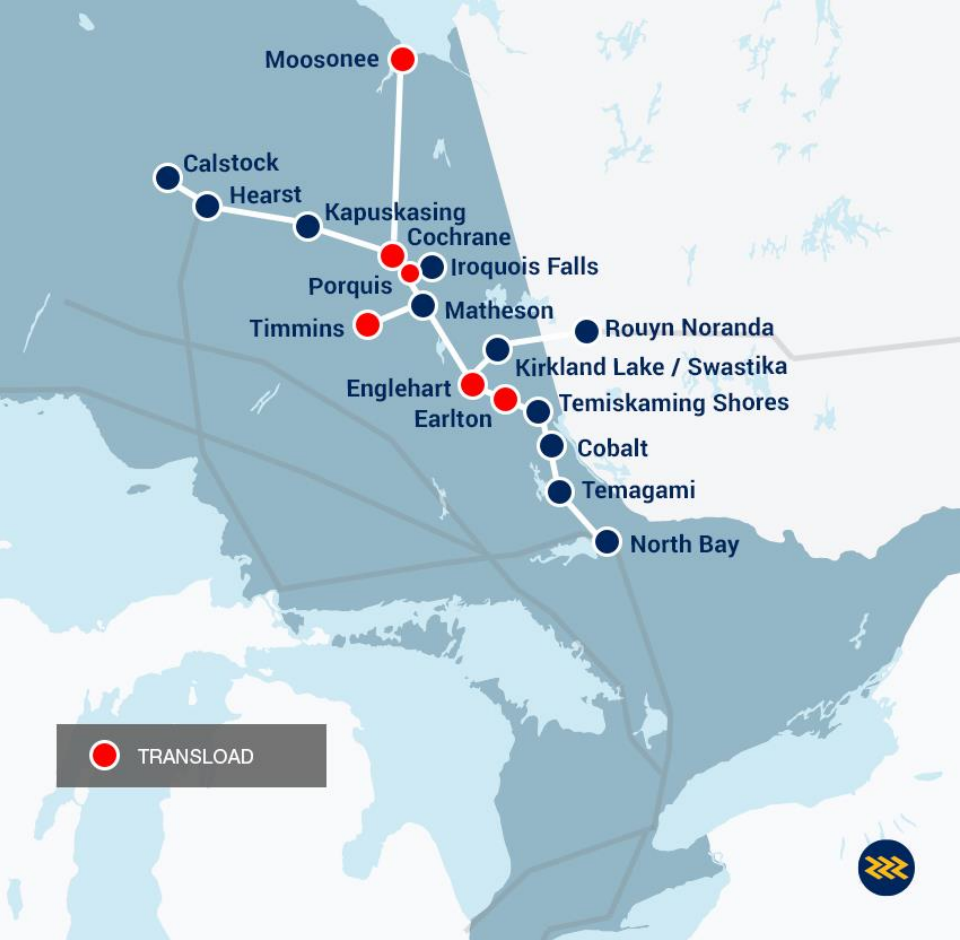 Moosonee
Calstock
Hearst
Kapuskasing
Cochrane
Iroquois Falls
Porquis
Matheson
Timmins
Rouyn Noranda
Kirkland Lake / Swastika
Englehart
Temiskaming Shores
Earlton
Cobalt
Temagami
North Bay
TRANSLOAD